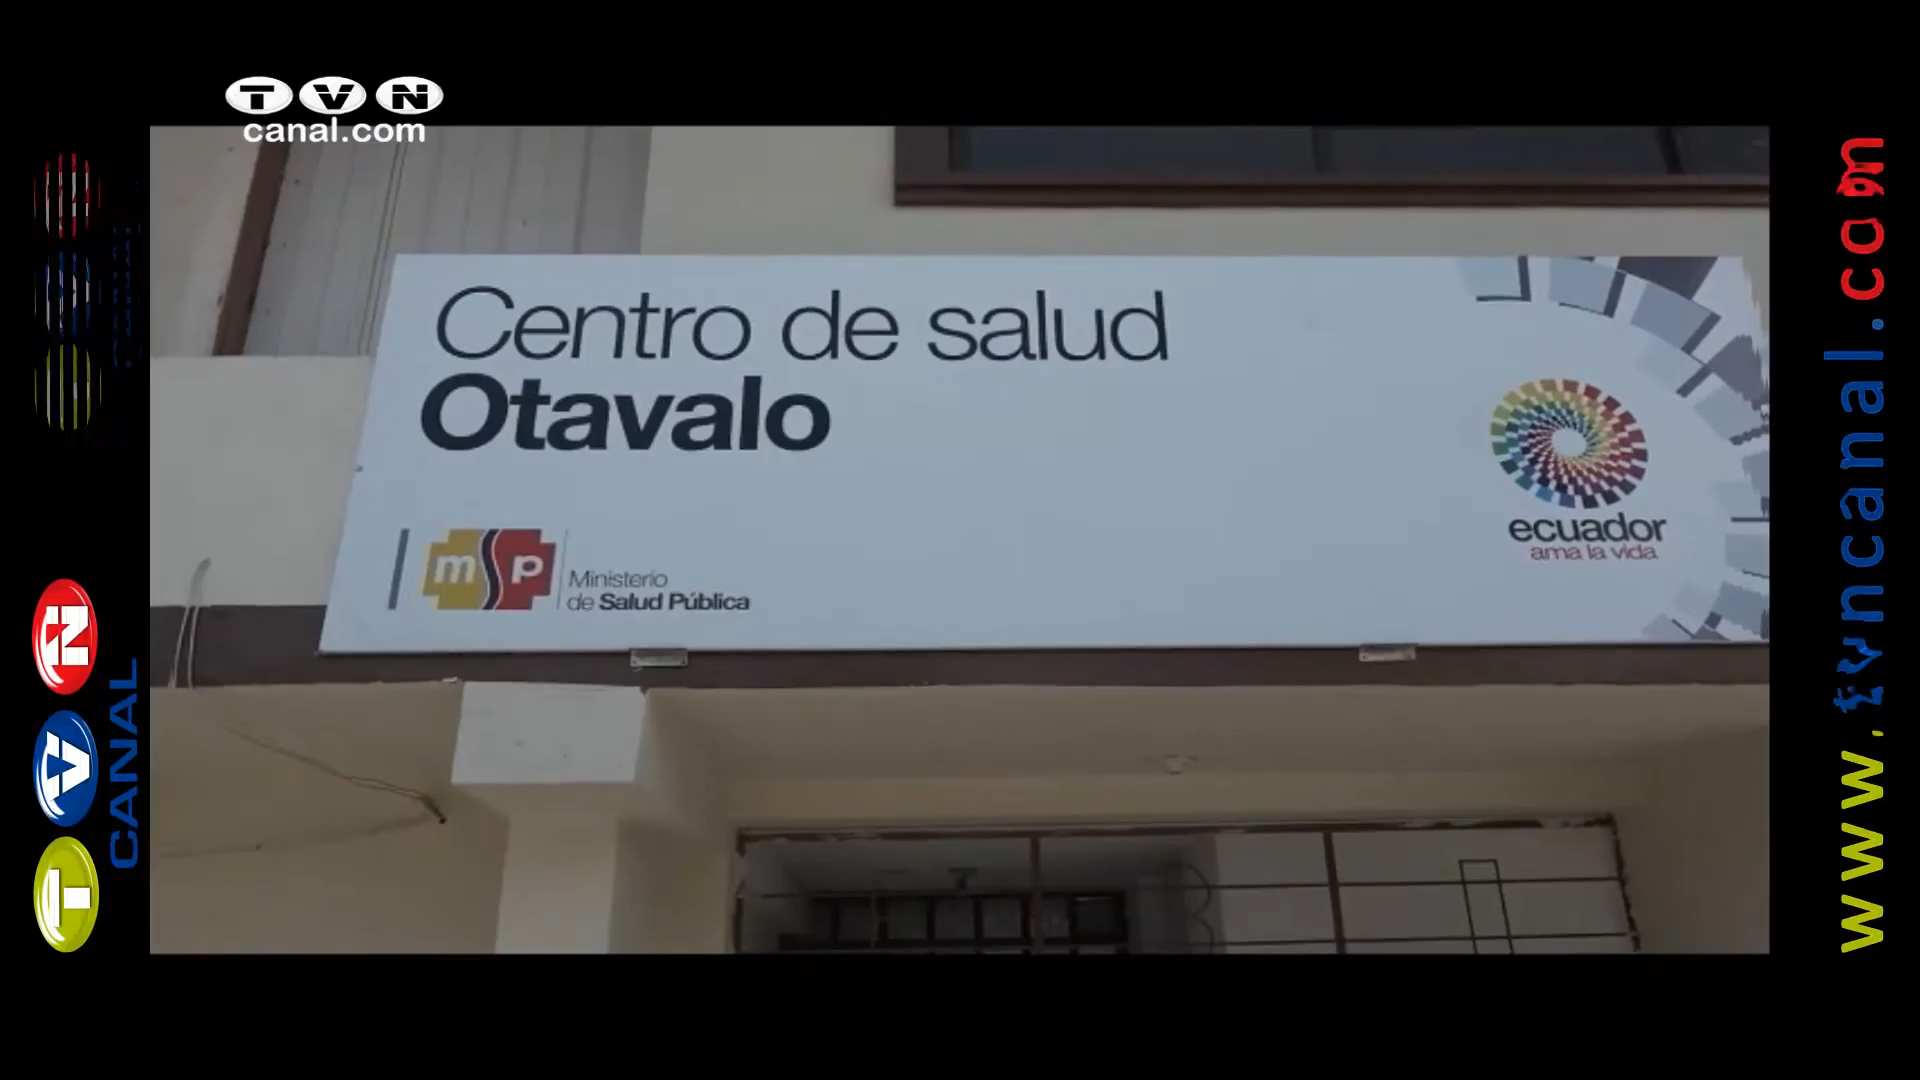 TVN
canal.com
Centro de salud
Otavalo
msp
Ministerio
de Salud Pública
ecuador
ama la vida
TVN
CANAL
www.tvncanal.com